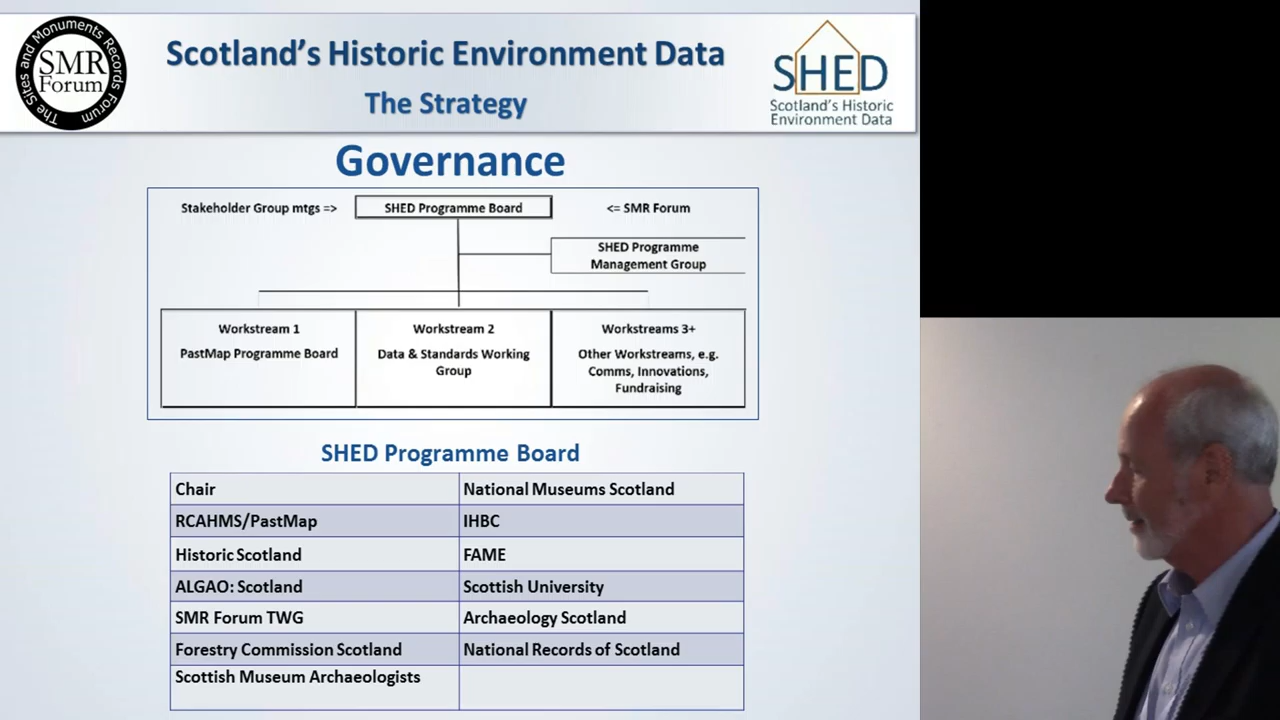 The Sites and Monuments Records Forum
SMR
Forum
Scotland's Historic Environment Data
The Strategy
SHED
Scotland's Historic
Environment Data
Governance
Stakeholder Group mtgs => SHED Programme Board <= SMR Forum
SHED Programme
Management Group
Workstream 1
PastMap Programme Board
Workstream 2
Data & Standards Working
Group
Workstreams 3+
Other Workstreams, e.g.
Comms, Innovations,
Fundraising
SHED Programme Board
Chair National Museums Scotland
RCAHMS/PastMap IHBC
Historic Scotland FAME
ALGAO: Scotland Scottish University
SMR Forum TWG Archaeology Scotland
Forestry Commission Scotland National Records of Scotland
Scottish Museum Archaeologists